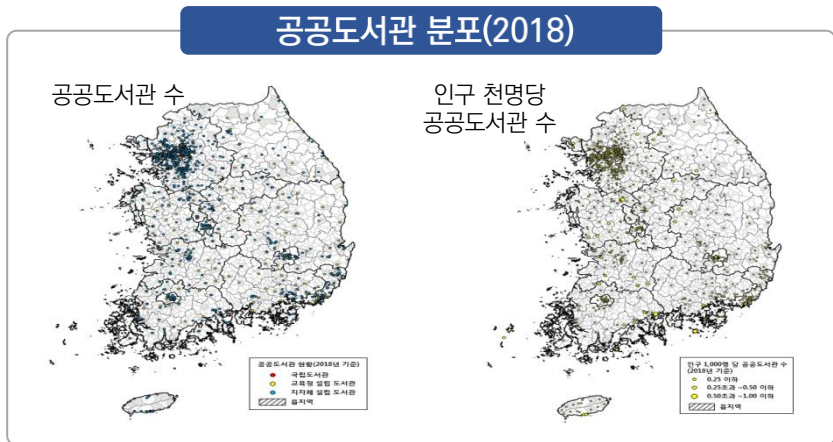 공공도서관 분포(2018)
공공도서관 수
인구 천명당
공공도서관 수
공공도서관 현황(2018년 기준)
국립도서관
교육청 설립 도서관
지자체 설립 도서관
읍지역
인구 1,000명 당 공공도서관 수
(2018년 기준)
0.25 이하
0.25초과 ~0.50 이하
0.50초과 ~1.00 이하
읍지역